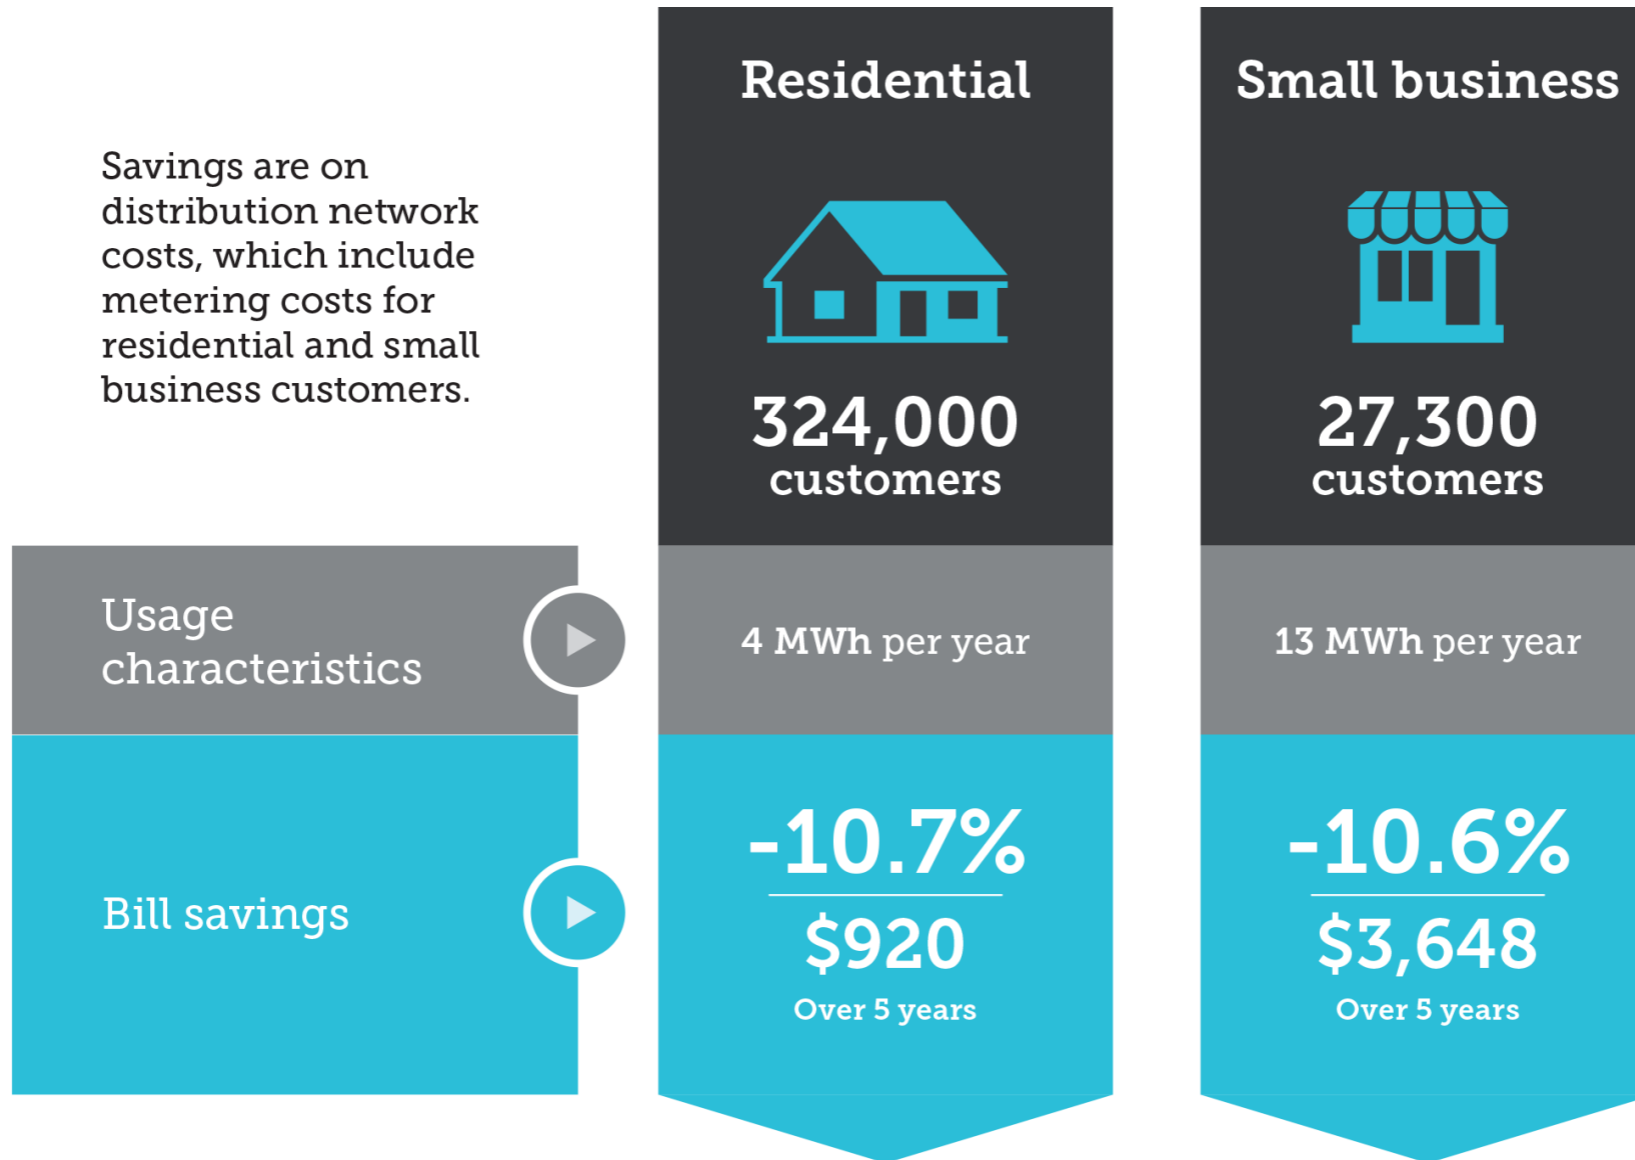 Savings are on
distribution network
costs, which include
metering costs for
residential and small
business customers.
Residential
324,000
customers
Small business
27,300
customers
Usage
characteristics
4 MWh per year
13 MWh per year
Bill savings
-10.7%
$920
Over 5 years
-10.6%
$3,648
Over 5 years